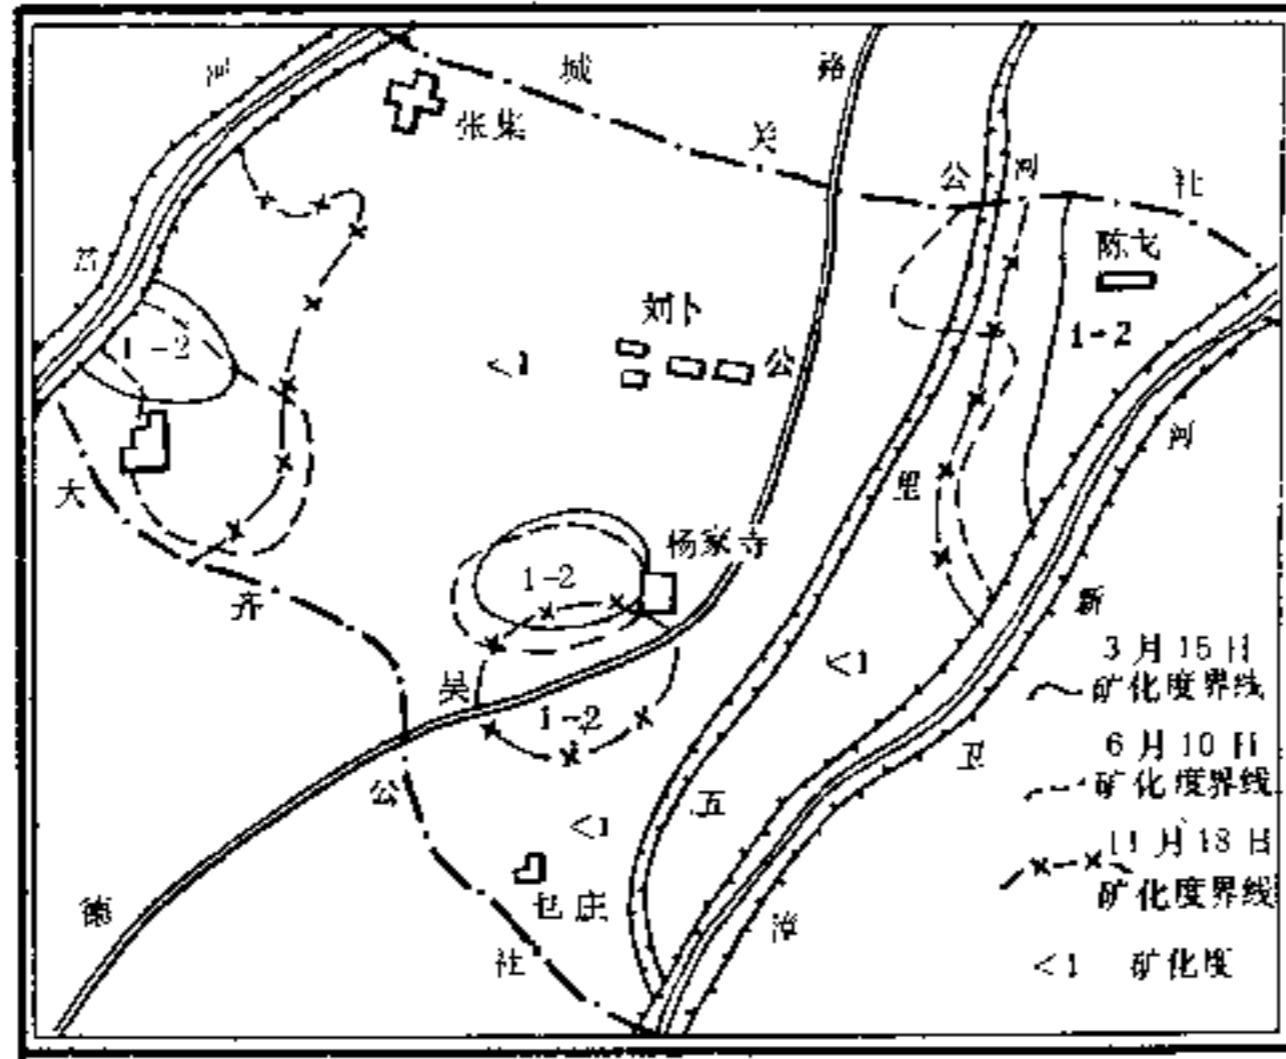 河
城
路
张集
关
公 河
社
陈戈
刘卜
1-2
1-2
<1
公
河
大
里
杨家寺
1-2
齐
新
<1
3月15日
矿化度界线
吴
1-2
6月10日
矿化度界线
卫
公
五
<1
11月18日
矿化度界线
德
包庄
漳
社
<1 矿化度